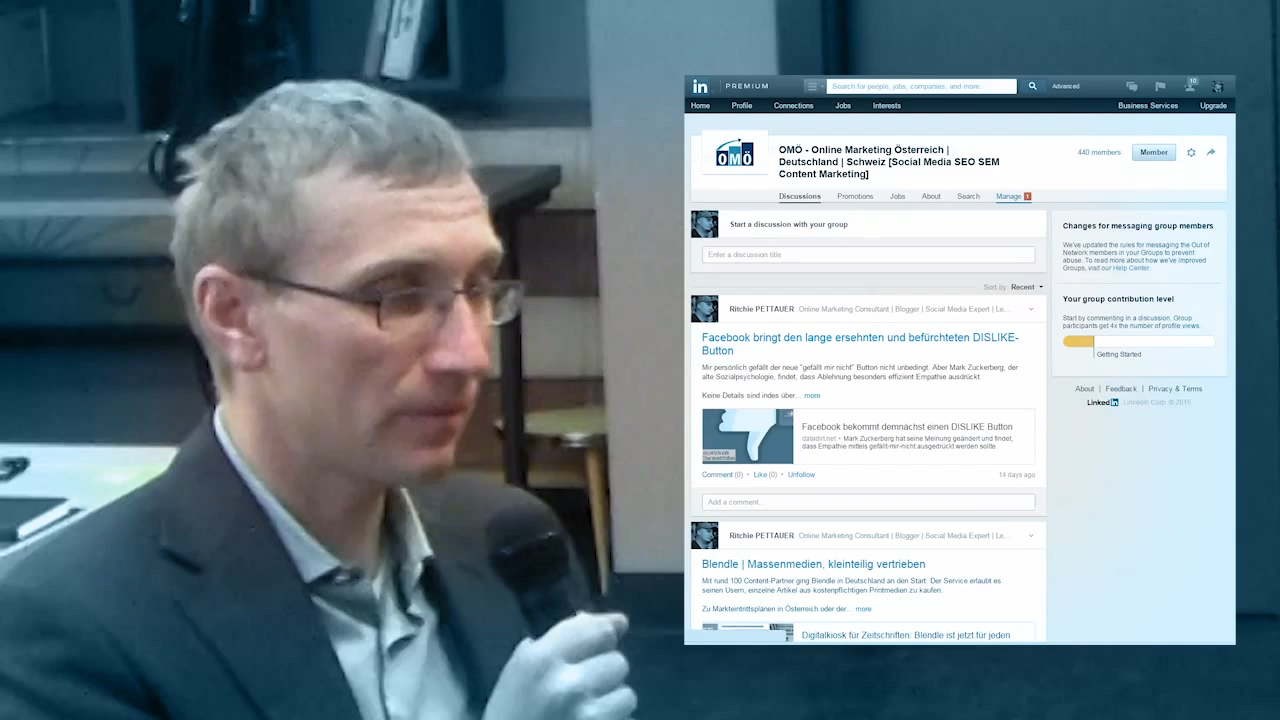 in PREMIUM
Search for people, jobs, companies, and more...
Advanced
10
Home Profile Connections Jobs Interests Business Services Upgrade
OMÖ
OMÖ - Online Marketing Österreich |
Deutschland | Schweiz [Social Media SEO SEM
Content Marketing]
440 members Member
Discussions Promotions Jobs About Search Manage 1
Start a discussion with your group
Enter a discussion title
Sort by: Recent
Ritchie PETTAUER Online Marketing Consultant | Blogger | Social Media Expert | Le...
Facebook bringt den lange ersehnten und befürchteten DISLIKE-
Button
Mir persönlich gefällt der neue "gefällt mir nicht" Button nicht unbedingt. Aber Mark Zuckerberg, der
alte Sozialpsychologe, findet, dass Ablehnung besonders effizient Empathie ausdrückt.
Keine Details sind indes über... more
Facebook bekommt demnächst einen DISLIKE Button
datadirt.net • Mark Zuckerberg hat seine Meinung geändert und findet,
dass Empathie mittels gefällt-mir-nicht ausgedrückt werden sollte
Comment (0) • Like (0) • Unfollow 14 days ago
Add a comment...
Ritchie PETTAUER Online Marketing Consultant | Blogger | Social Media Expert | Le...
Blendle | Massenmedien, kleinteilig vertrieben
Mit rund 100 Content-Partner ging Blendle in Deutschland an den Start: Der Service erlaubt es
seinen Usern, einzelne Artikel aus kostenpflichtigen Printmedien zu kaufen.
Zu Markteintrittsplänen in Österreich oder der... more
Digitalkiosk für Zeitschriften: Blendle ist jetzt für jeden
Changes for messaging group members
We've updated the rules for messaging the Out of
Network members in your Groups to prevent
abuse. To read more about how we've improved
Groups, visit our Help Center.
Your group contribution level
Start by commenting in a discussion. Group
participants get 4x the number of profile views.
Getting Started
About | Feedback | Privacy & Terms
LinkedIn LinkedIn Corp. © 2015